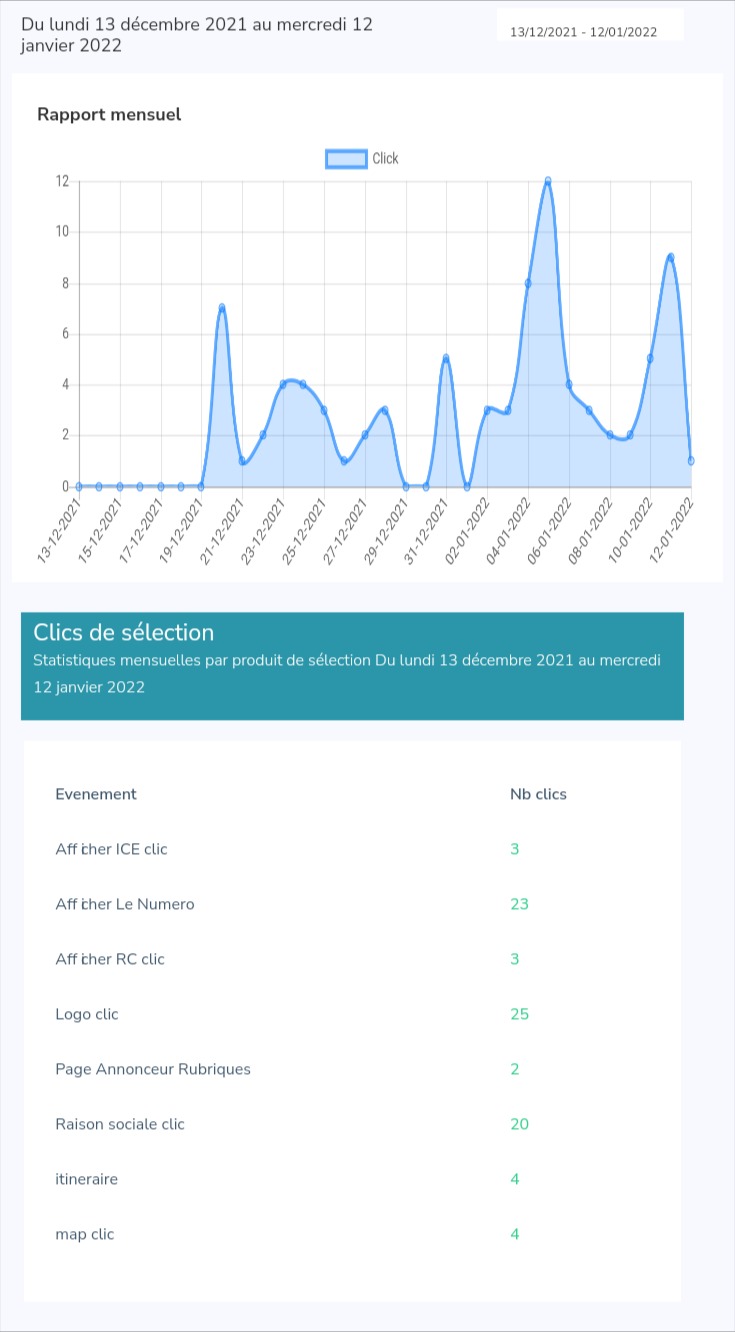 Du lundi 13 décembre 2021 au mercredi 12
janvier 2022
13/12/2021 - 12/01/2022
Rapport mensuel
Click
12
10
8
6
4
2
0
13-12-2021
15-12-2021
17-12-2021
19-12-2021
21-12-2021
23-12-2021
25-12-2021
27-12-2021
29-12-2021
31-12-2021
02-01-2022
04-01-2022
06-01-2022
08-01-2022
10-01-2022
12-01-2022
Clics de sélection
Statistiques mensuelles par produit de sélection Du lundi 13 décembre 2021 au mercredi
12 janvier 2022
Evenement Nb clics
Afficher ICE clic 3
Afficher Le Numero 23
Afficher RC clic 3
Logo clic 25
Page Annonceur Rubriques 2
Raison sociale clic 20
itineraire 4
map clic 4